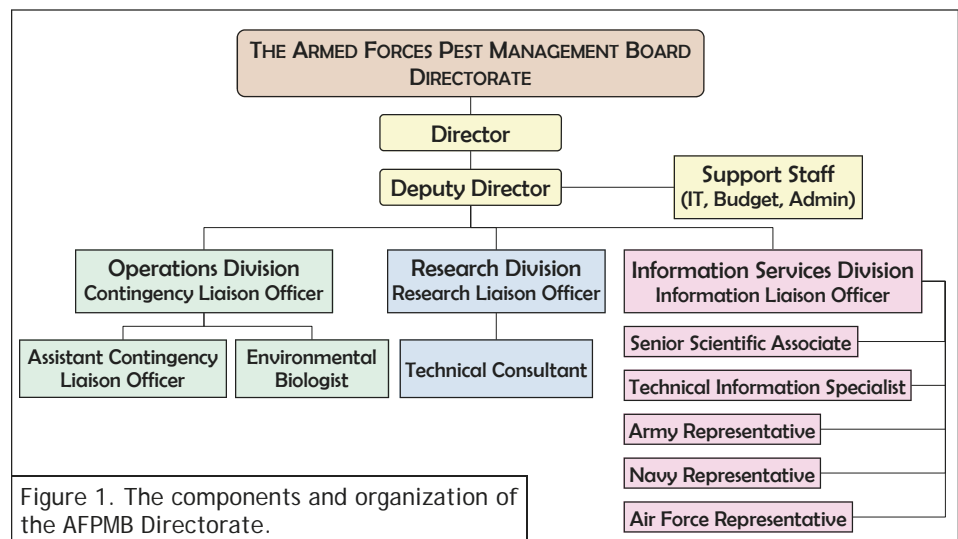 THE ARMED FORCES PEST MANAGEMENT BOARD
DIRECTORATE
Director
Deputy Director
Support Staff
(IT, Budget, Admin)
Operations Division
Contingency Liaison Officer
Research Division
Research Liaison Officer
Information Services Division
Information Liaison Officer
Assistant Contingency
Liaison Officer
Environmental
Biologist
Technical Consultant
Senior Scientific Associate
Technical Information Specialist
Army Representative
Navy Representative
Air Force Representative
Figure 1. The components and organization of
the AFPMB Directorate.